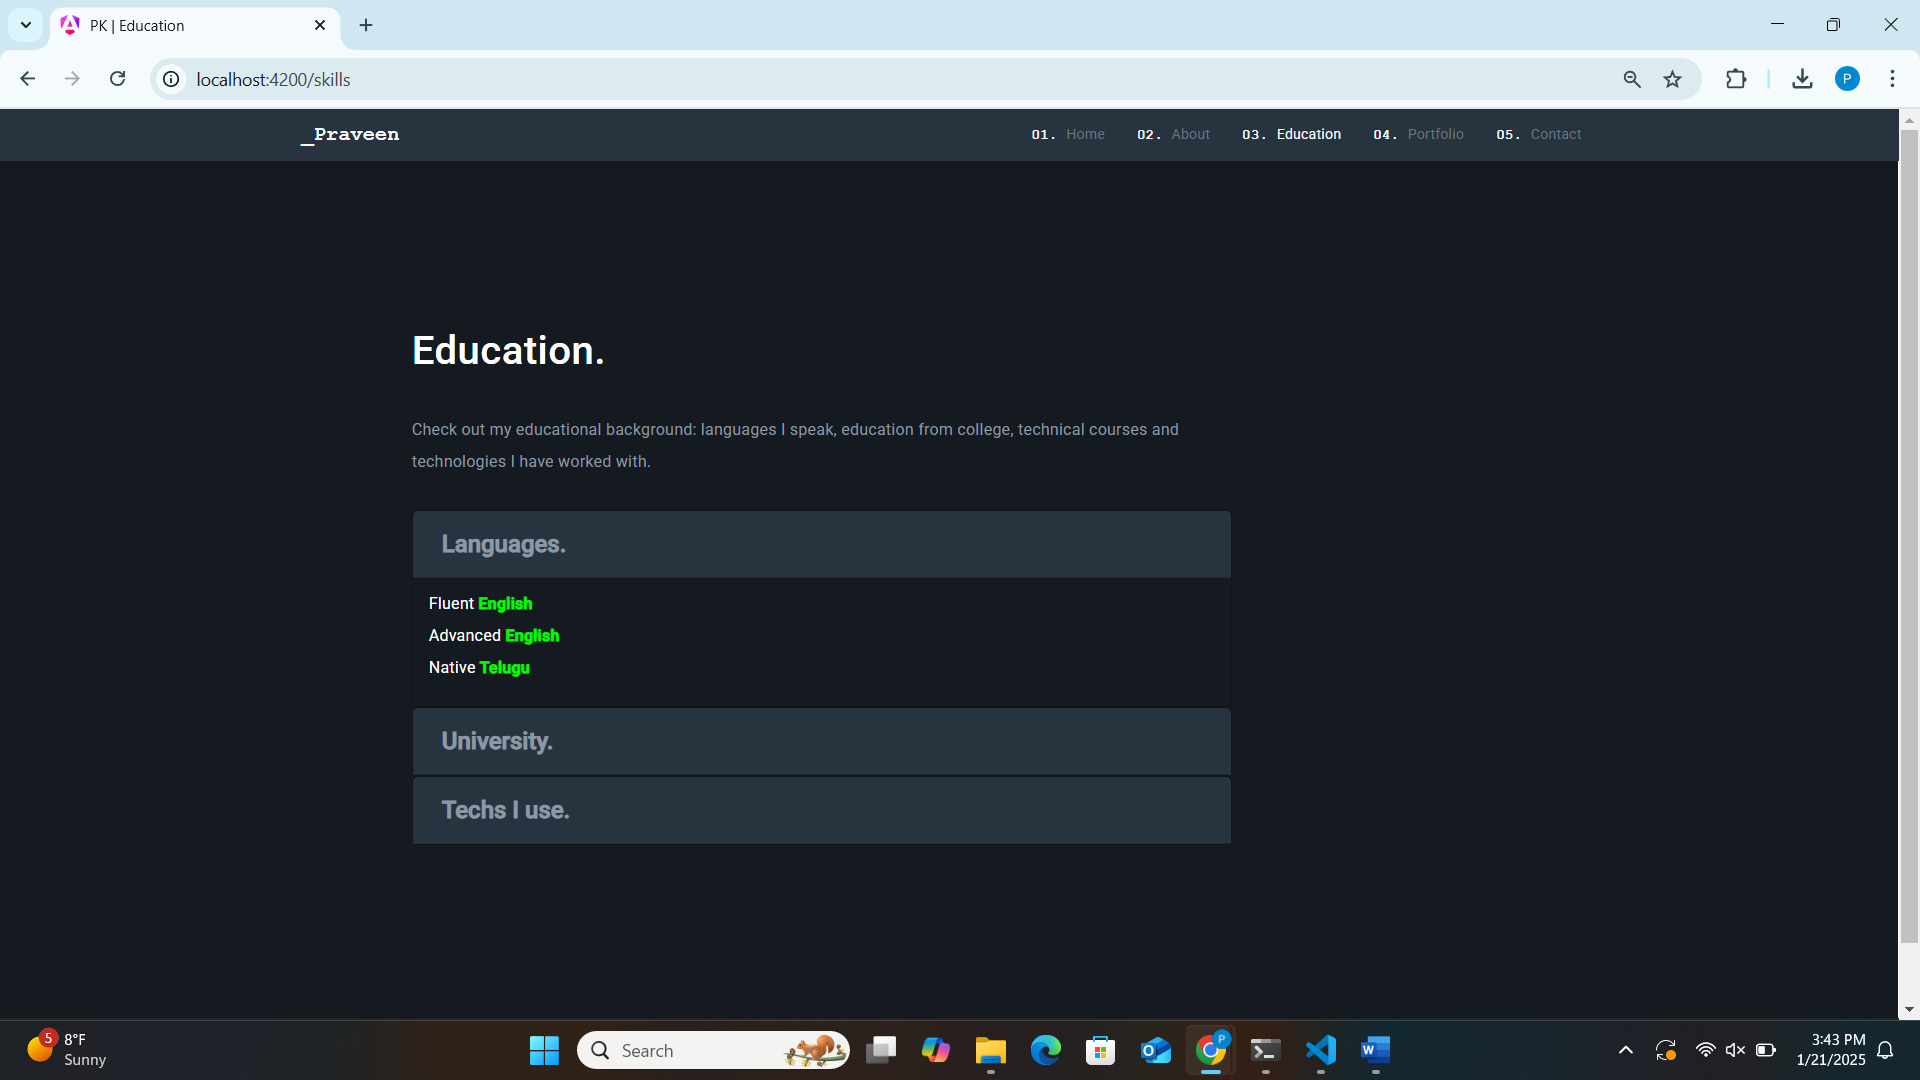 PK | Education
localhost:4200/skills
P
_Praveen
01. Home 02. About 03. Education 04. Portfolio 05. Contact
Education.
Check out my educational background: languages I speak, education from college, technical courses and
technologies I have worked with.
Languages.
Fluent English
Advanced English
Native Telugu
University.
Techs I use.
5
8°F
Sunny
Search
P
3:43 PM
1/21/2025